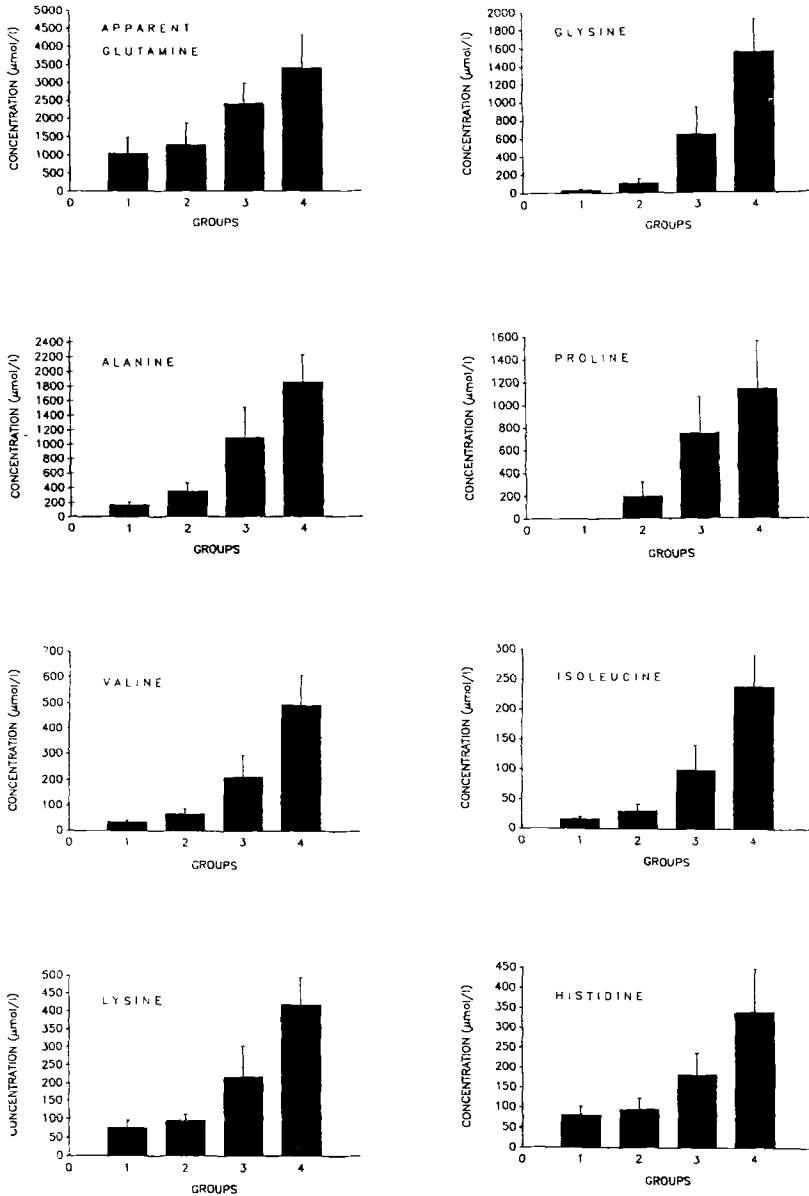 APPARENT
GLUTAMINE
CONCENTRATION (μmol/l)
5000
4500
4000
3500
3000
2500
2000
1500
1000
500
0
0 1 2 3 4
GROUPS
GLYSINE
CONCENTRATION (μmol/l)
2000
1800
1600
1400
1200
1000
800
600
400
200
0
0 1 2 3 4
GROUPS
ALANINE
CONCENTRATION (μmol/l)
2400
2200
2000
1800
1600
1400
1200
1000
800
600
400
200
0
0 1 2 3 4
GROUPS
PROLINE
CONCENTRATION (μmol/l)
1600
1400
1200
1000
800
600
400
200
0
0 1 2 3 4
GROUPS
VALINE
CONCENTRATION (μmol/l)
700
600
500
400
300
200
100
0
0 1 2 3 4
GROUPS
ISOLEUCINE
CONCENTRATION (μmol/l)
300
250
200
150
100
50
0
0 1 2 3 4
GROUPS
LYSINE
CONCENTRATION (μmol/l)
500
450
400
350
300
250
200
150
100
50
0
0 1 2 3 4
GROUPS
HISTIDINE
CONCENTRATION (μmol/l)
450
400
350
300
250
200
150
100
50
0
0 1 2 3 4
GROUPS